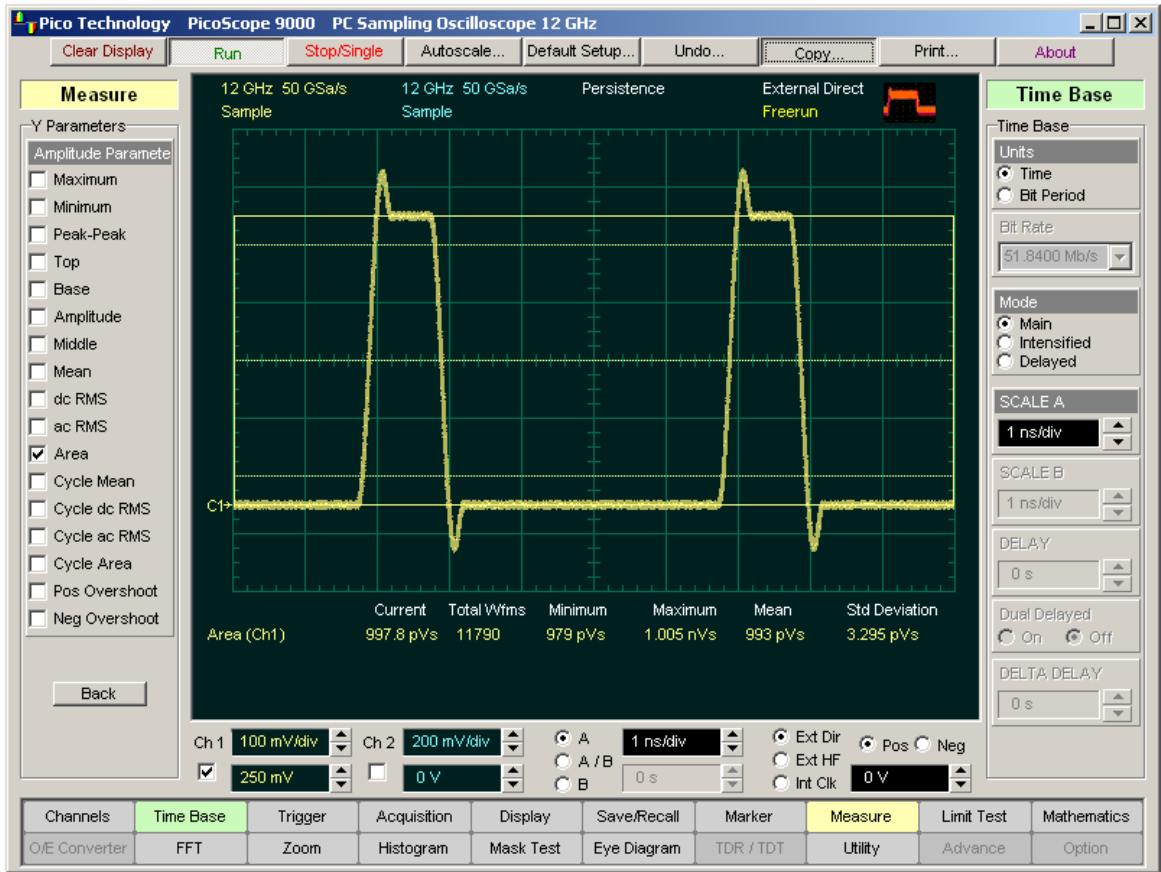 Pico Technology PicoScope 9000 PC Sampling Oscilloscope 12 GHz
Clear Display Run Stop/Single Autoscale... Default Setup... Undo... Copy... Print... About
Measure
Y Parameters
Amplitude Paramete
Maximum
Minimum
Peak-Peak
Top
Base
Amplitude
Middle
Mean
dc RMS
ac RMS
Area
Cycle Mean
Cycle dc RMS
Cycle ac RMS
Cycle Area
Pos Overshoot
Neg Overshoot
Back
12 GHz 50 GSa/s 12 GHz 50 GSa/s Persistence External Direct
Sample Sample Freerun
C1
Current Total Wfms Minimum Maximum Mean Std Deviation
Area (Ch1) 997.8 pVs 11790 979 pVs 1.005 nVs 993 pVs 3.295 pVs
Time Base
Time Base
Units
Time
Bit Period
Bit Rate
51.8400 Mb/s
Mode
Main
Intensified
Delayed
SCALE A
1 ns/div
SCALE B
1 ns/div
DELAY
0 s
Dual Delayed
On Off
DELTA DELAY
0 s
Ch 1 100 mV/div Ch 2 200 mV/div A 1 ns/div Ext Dir Pos Neg
A / B Ext HF
250 mV 0 V B 0 s Int Clk 0 V
Channels Time Base Trigger Acquisition Display Save/Recall Marker Measure Limit Test Mathematics
O/E Converter FFT Zoom Histogram Mask Test Eye Diagram TDR / TDT Utility Advance Option